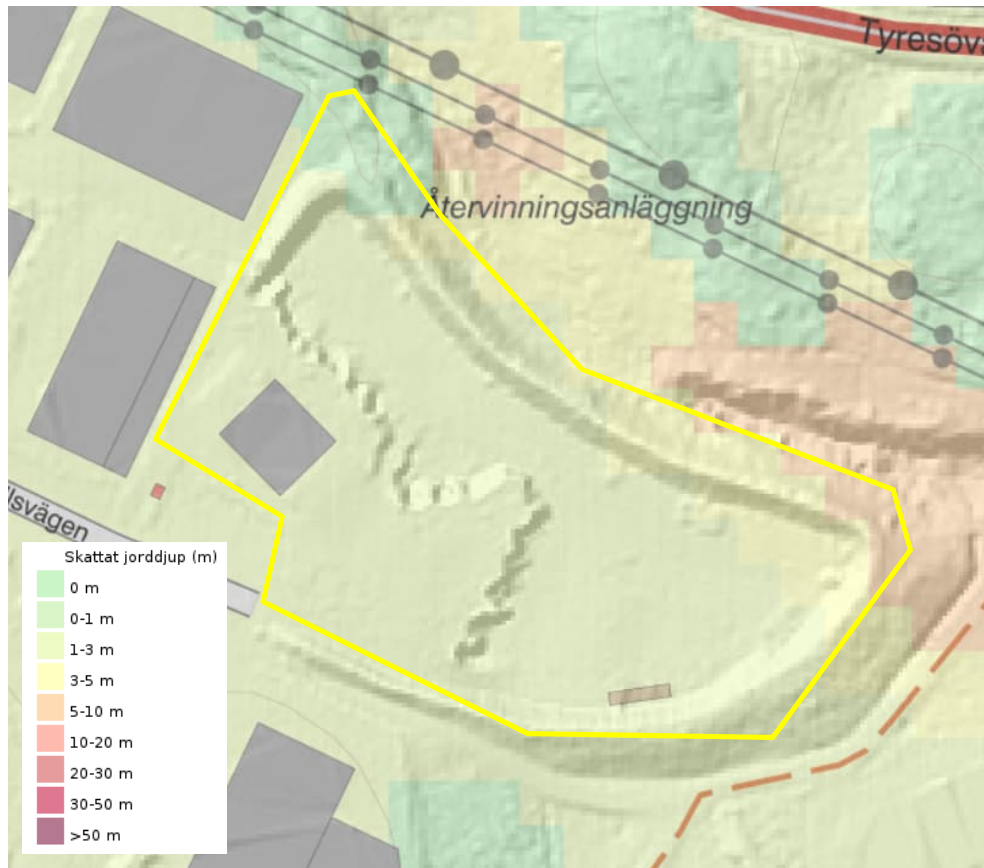 Tyresöv
Återvinningsanläggning
lsvägen
Skattat jorddjup (m)
0 m
0-1 m
1-3 m
3-5 m
5-10 m
10-20 m
20-30 m
30-50 m
>50 m